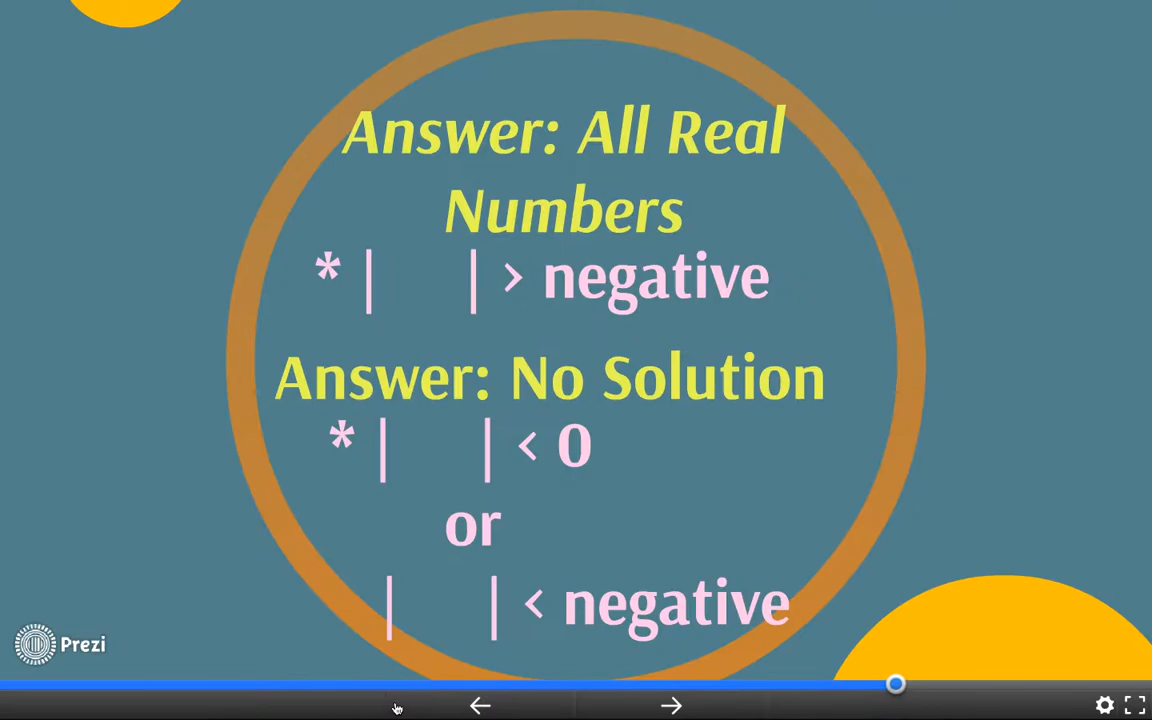 Answer: All Real
Numbers
* |      | > negative
Answer: No Solution
* |      | < 0
or
|      | < negative
Prezi